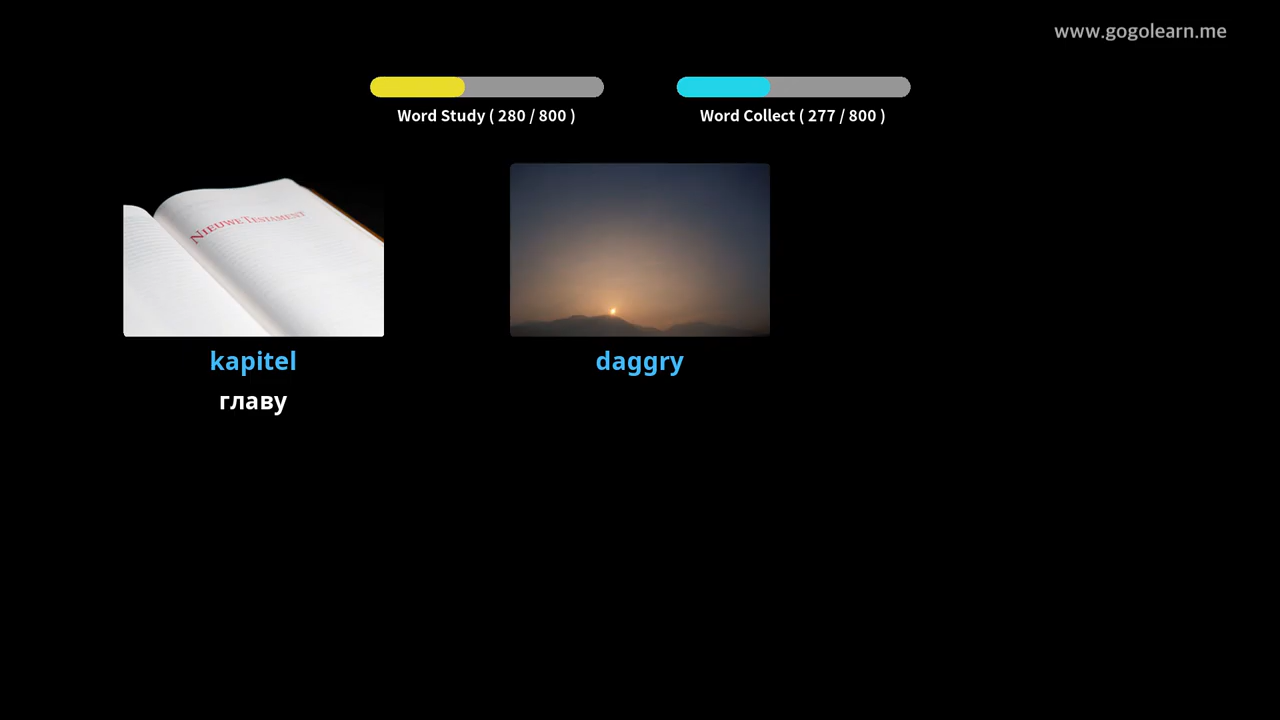 www.gogolearn.me
Word Study ( 280 / 800 )
Word Collect ( 277 / 800 )
NIEUWE TESTAMENT
kapitel
daggry
главу